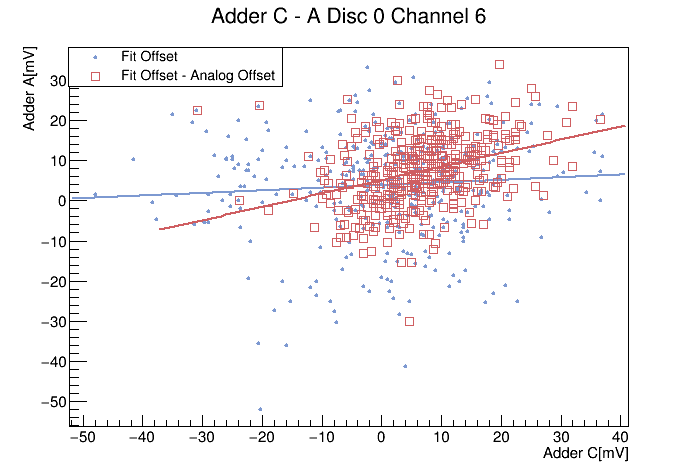 Adder C - A Disc 0 Channel 6
Adder A[mV]
Fit Offset
Fit Offset - Analog Offset
30
20
10
0
−10
−20
−30
−40
−50
−50 −40 −30 −20 −10 0 10 20 30 40
Adder C[mV]